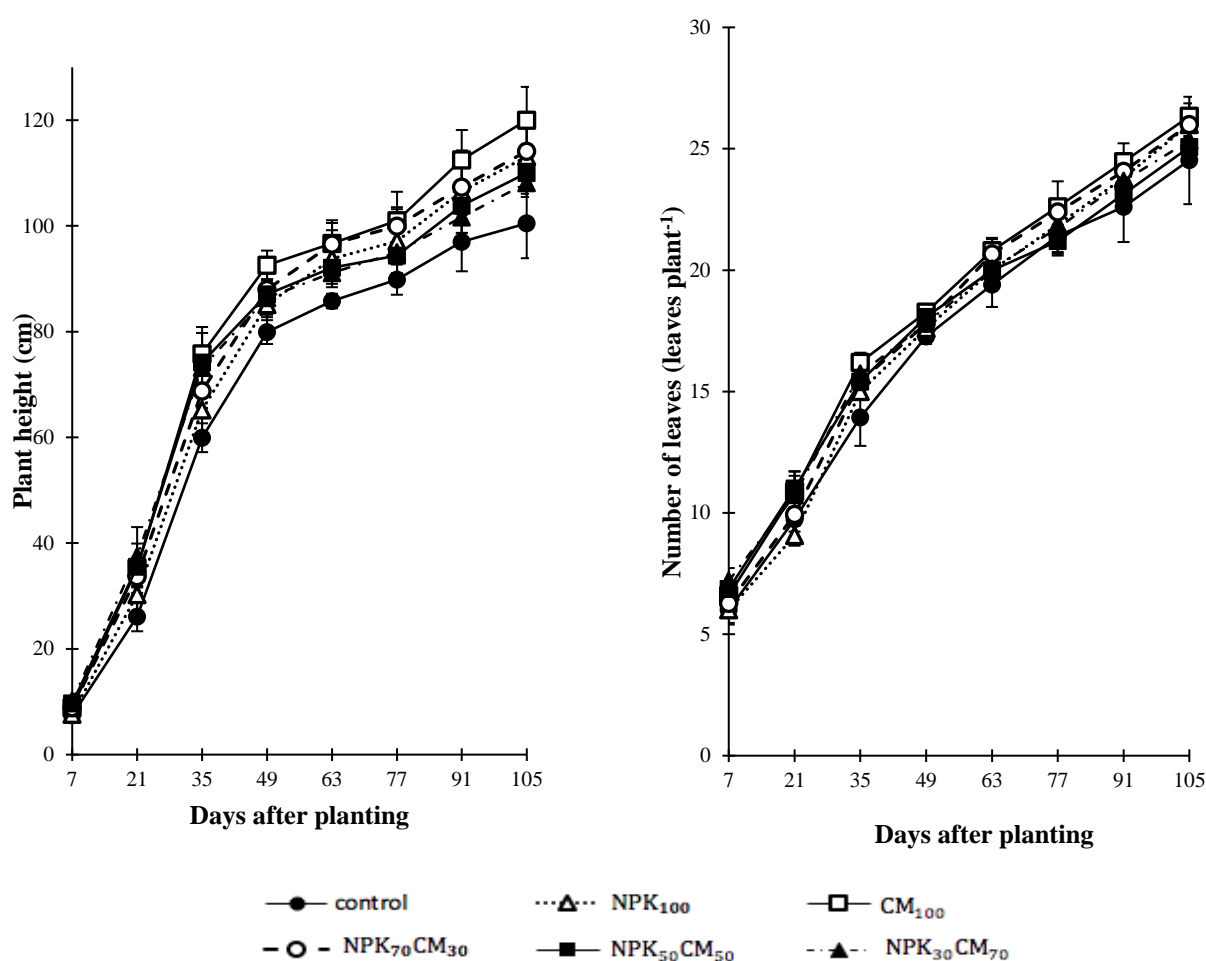 Plant height (cm)
120
100
80
60
40
20
0
7 21 35 49 63 77 91 105
Days after planting
Number of leaves (leaves plant-1)
30
25
20
15
10
5
0
7 21 35 49 63 77 91 105
Days after planting
control NPK100 CM100
NPK70CM30 NPK50CM50 NPK30CM70